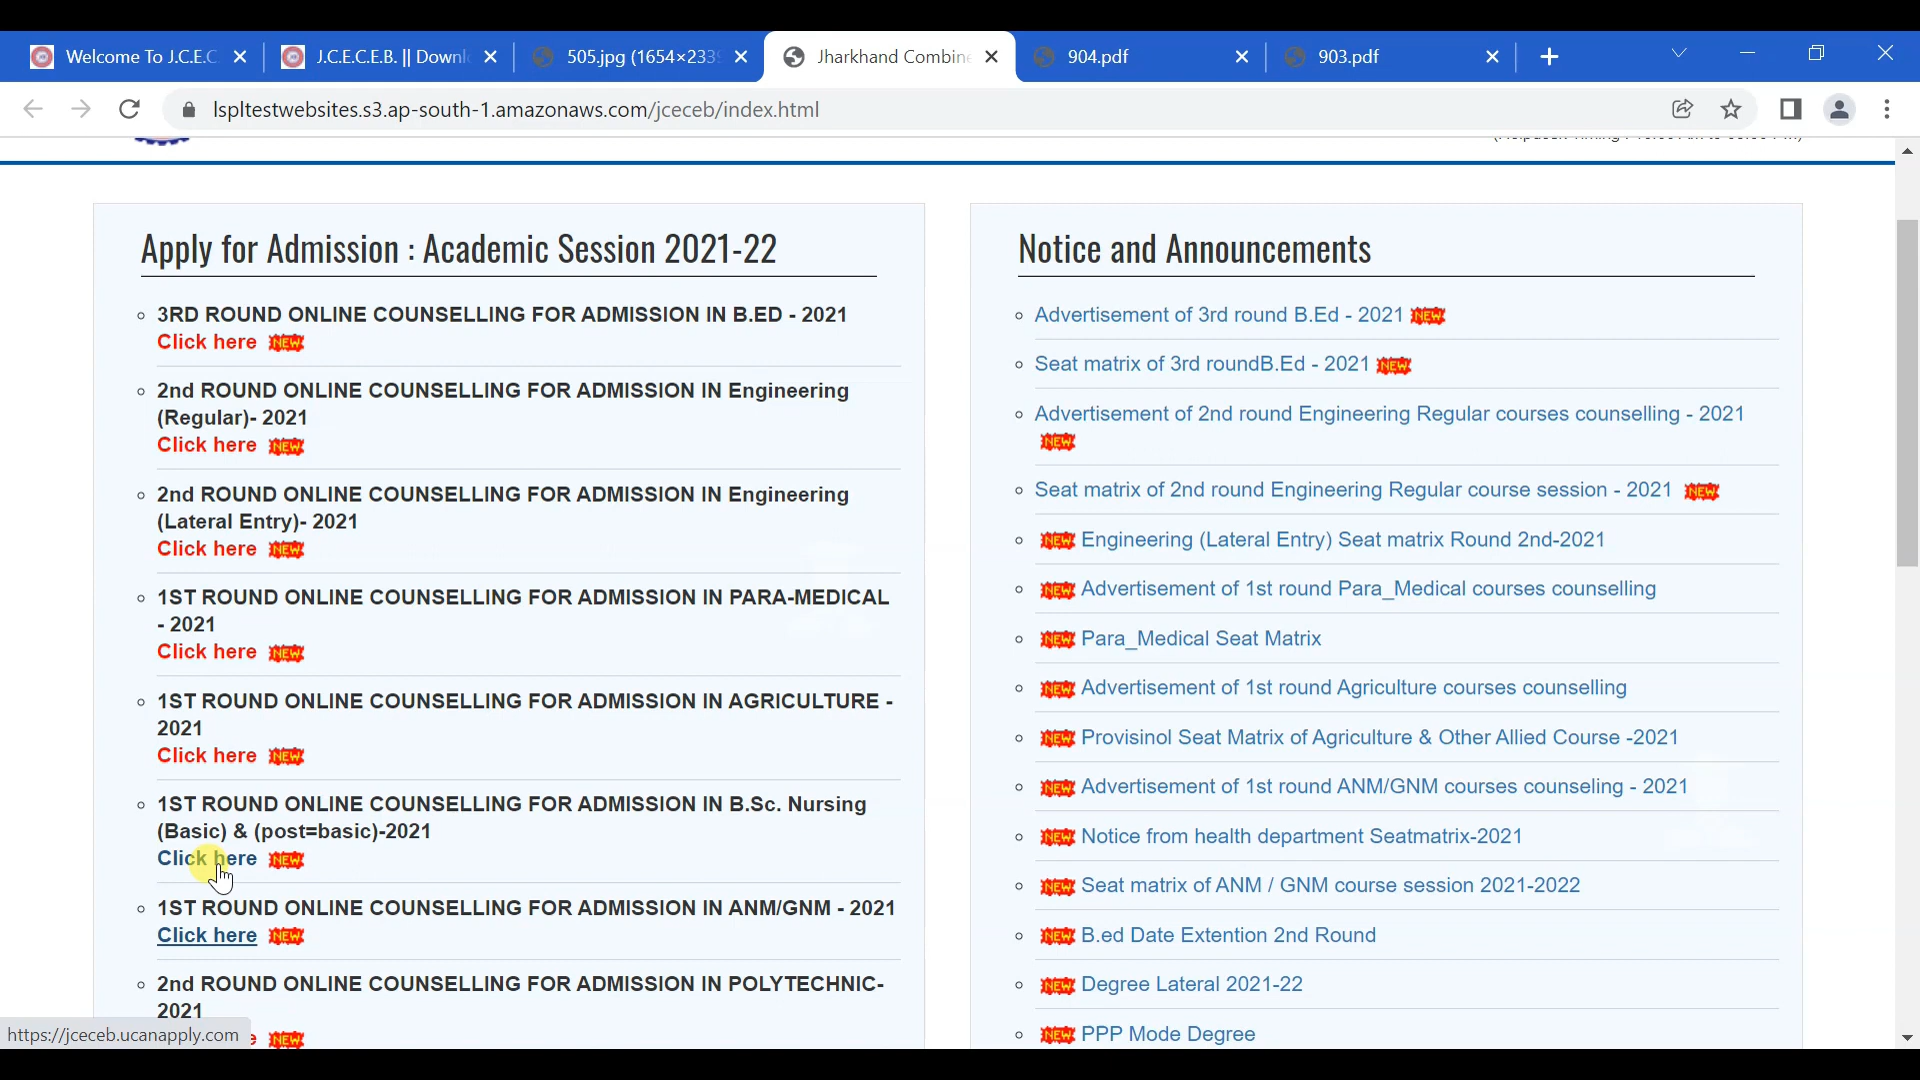 Welcome To J.C.E.C
J.C.E.C.E.B. || Downl
505.jpg (1654×2339
Jharkhand Combine
904.pdf
903.pdf
lspltestwebsites.s3.ap-south-1.amazonaws.com/jceceb/index.html
Apply for Admission : Academic Session 2021-22
3RD ROUND ONLINE COUNSELLING FOR ADMISSION IN B.ED - 2021
Click here NEW
2nd ROUND ONLINE COUNSELLING FOR ADMISSION IN Engineering
(Regular)- 2021
Click here NEW
2nd ROUND ONLINE COUNSELLING FOR ADMISSION IN Engineering
(Lateral Entry)- 2021
Click here NEW
1ST ROUND ONLINE COUNSELLING FOR ADMISSION IN PARA-MEDICAL
- 2021
Click here NEW
1ST ROUND ONLINE COUNSELLING FOR ADMISSION IN AGRICULTURE -
2021
Click here NEW
1ST ROUND ONLINE COUNSELLING FOR ADMISSION IN B.Sc. Nursing
(Basic) & (post=basic)-2021
Click here NEW
1ST ROUND ONLINE COUNSELLING FOR ADMISSION IN ANM/GNM - 2021
Click here NEW
2nd ROUND ONLINE COUNSELLING FOR ADMISSION IN POLYTECHNIC-
2021
NEW
https://jceceb.ucanapply.com
Notice and Announcements
Advertisement of 3rd round B.Ed - 2021 NEW
Seat matrix of 3rd roundB.Ed - 2021 NEW
Advertisement of 2nd round Engineering Regular courses counselling - 2021
NEW
Seat matrix of 2nd round Engineering Regular course session - 2021 NEW
NEW Engineering (Lateral Entry) Seat matrix Round 2nd-2021
NEW Advertisement of 1st round Para_Medical courses counselling
NEW Para_Medical Seat Matrix
NEW Advertisement of 1st round Agriculture courses counselling
NEW Provisinol Seat Matrix of Agriculture & Other Allied Course -2021
NEW Advertisement of 1st round ANM/GNM courses counseling - 2021
NEW Notice from health department Seatmatrix-2021
NEW Seat matrix of ANM / GNM course session 2021-2022
NEW B.ed Date Extention 2nd Round
NEW Degree Lateral 2021-22
NEW PPP Mode Degree